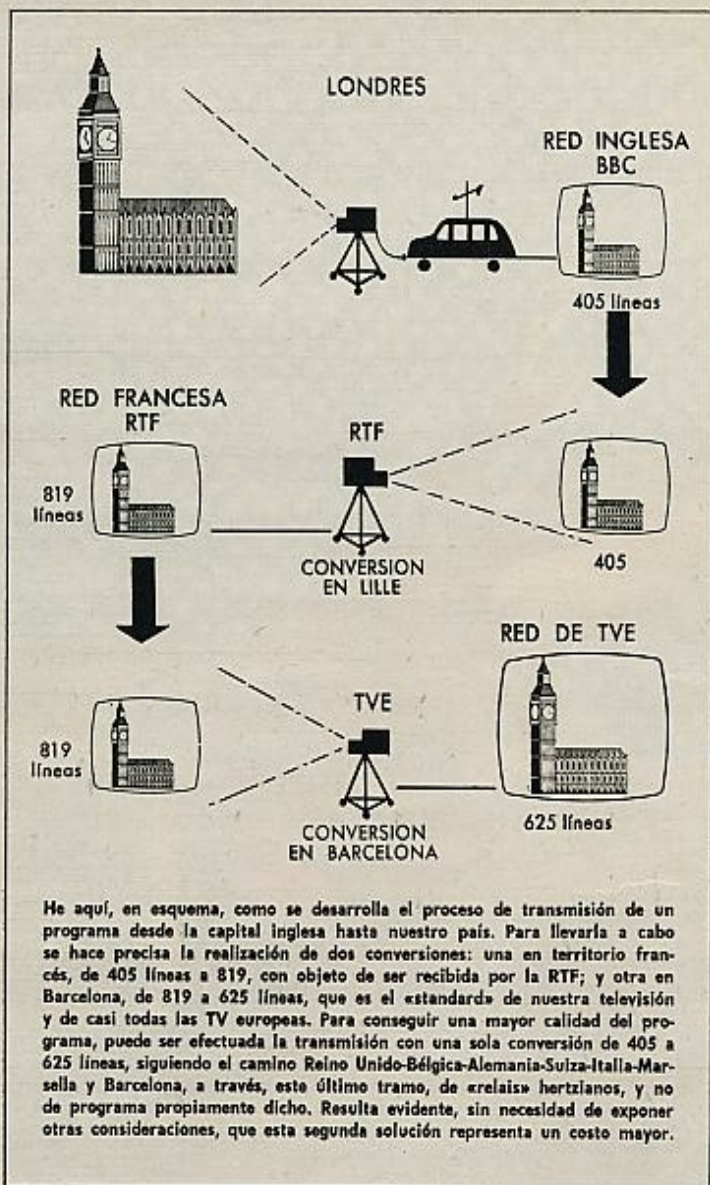 LONDRES
RED INGLESA
BBC
405 líneas
RED FRANCESA
RTF
819
líneas
RTF
CONVERSION
EN LILLE
405
819
líneas
TVE
CONVERSION
EN BARCELONA
RED DE TVE
625 líneas
He aquí, en esquema, como se desarrolla el proceso de transmisión de un
programa desde la capital inglesa hasta nuestro país. Para llevarla a cabo
se hace precisa la realización de dos conversiones: una en territorio fran-
cés, de 405 líneas a 819, con objeto de ser recibida por la RTF; y otra en
Barcelona, de 819 a 625 líneas, que es el «standard» de nuestra televisión
y de casi todas las TV europeas. Para conseguir una mayor calidad del pro-
grama, puede ser efectuada la transmisión con una sola conversión de 405 a
625 líneas, siguiendo el camino Reino Unido-Bélgica-Alemania-Suiza-Italia-Mar-
sella y Barcelona, a través, este último tramo, de «relais» hertzianos, y no
de programa propiamente dicho. Resulta evidente, sin necesidad de exponer
otras consideraciones, que esta segunda solución representa un costo mayor.